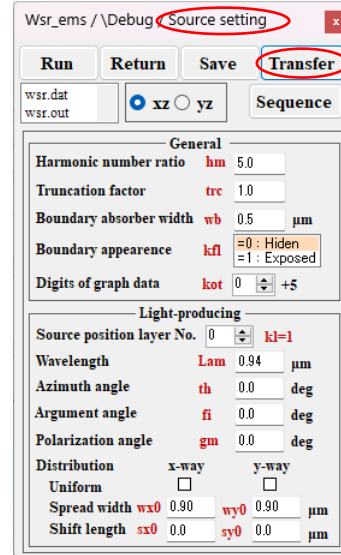 Wsr_ems / \Debug / Source setting x
Run Return Save Transfer
wsr.dat
wsr.out
xz yz Sequence
General
Harmonic number ratio hm 5.0
Truncation factor trc 1.0
Boundary absorber width wb 0.5 μm
Boundary appearence kfl =0 : Hiden
=1 : Exposed
Digits of graph data kot 0 +5
Light-producing
Source position layer No. 0 kl=1
Wavelength Lam 0.94 μm
Azimuth angle th 0.0 deg
Argument angle fi 0.0 deg
Polarization angle gm 0.0 deg
Distribution x-way y-way
Uniform
Spread width wx0 0.90 wy0 0.90 μm
Shift length sx0 0.0 sy0 0.0 μm